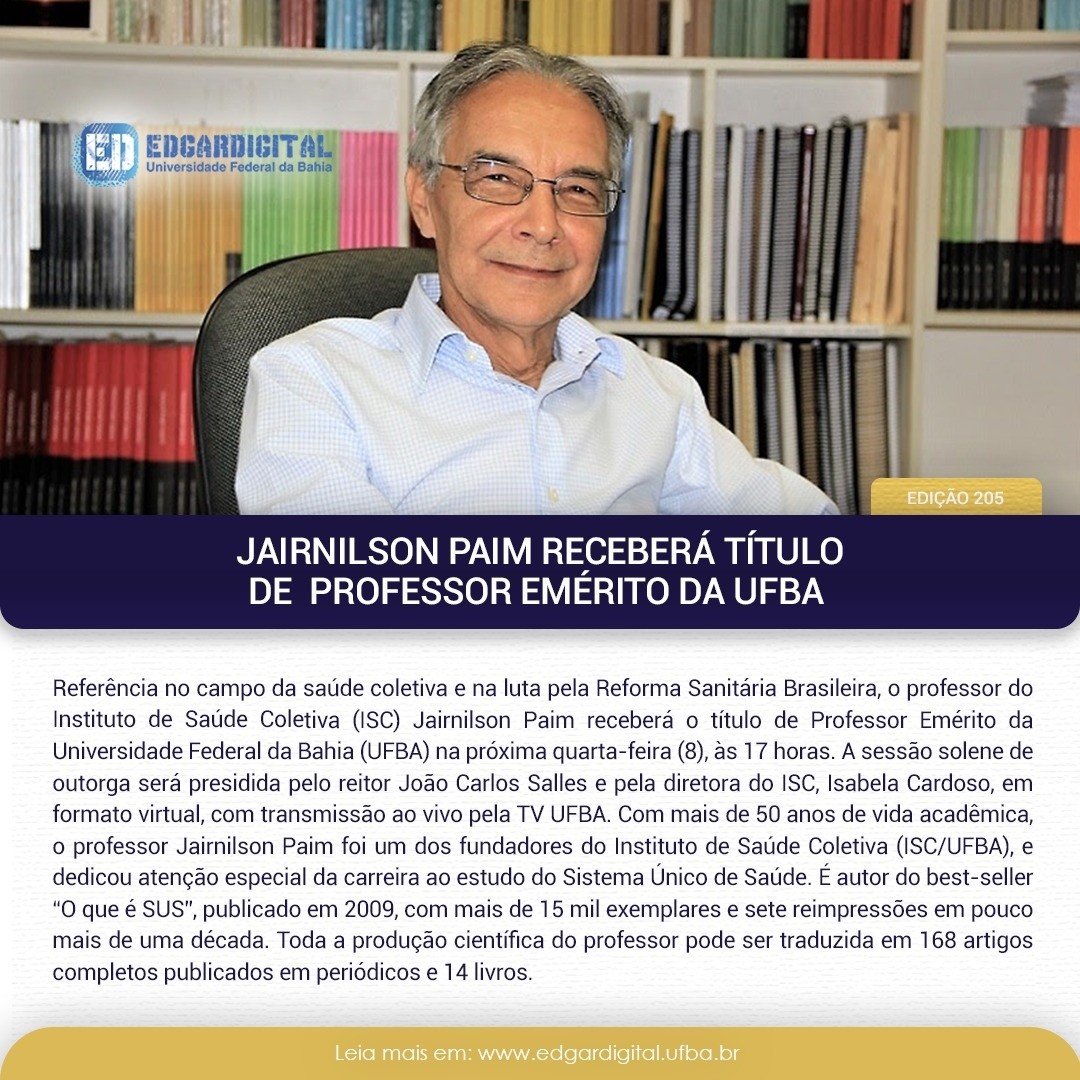 ED EDGARDIGITAL
Universidade Federal da Bahia
EDIÇÃO 205
JAIRNILSON PAIM RECEBERÁ TÍTULO
DE PROFESSOR EMÉRITO DA UFBA
Referência no campo da saúde coletiva e na luta pela Reforma Sanitária Brasileira, o professor do
Instituto de Saúde Coletiva (ISC) Jairnilson Paim receberá o título de Professor Emérito da
Universidade Federal da Bahia (UFBA) na próxima quarta-feira (8), às 17 horas. A sessão solene de
outorga será presidida pelo reitor João Carlos Salles e pela diretora do ISC, Isabela Cardoso, em
formato virtual, com transmissão ao vivo pela TV UFBA. Com mais de 50 anos de vida acadêmica,
o professor Jairnilson Paim foi um dos fundadores do Instituto de Saúde Coletiva (ISC/UFBA), e
dedicou atenção especial da carreira ao estudo do Sistema Único de Saúde. É autor do best-seller
“O que é SUS”, publicado em 2009, com mais de 15 mil exemplares e sete reimpressões em pouco
mais de uma década. Toda a produção científica do professor pode ser traduzida em 168 artigos
completos publicados em periódicos e 14 livros.
Leia mais em: www.edgardigital.ufba.br